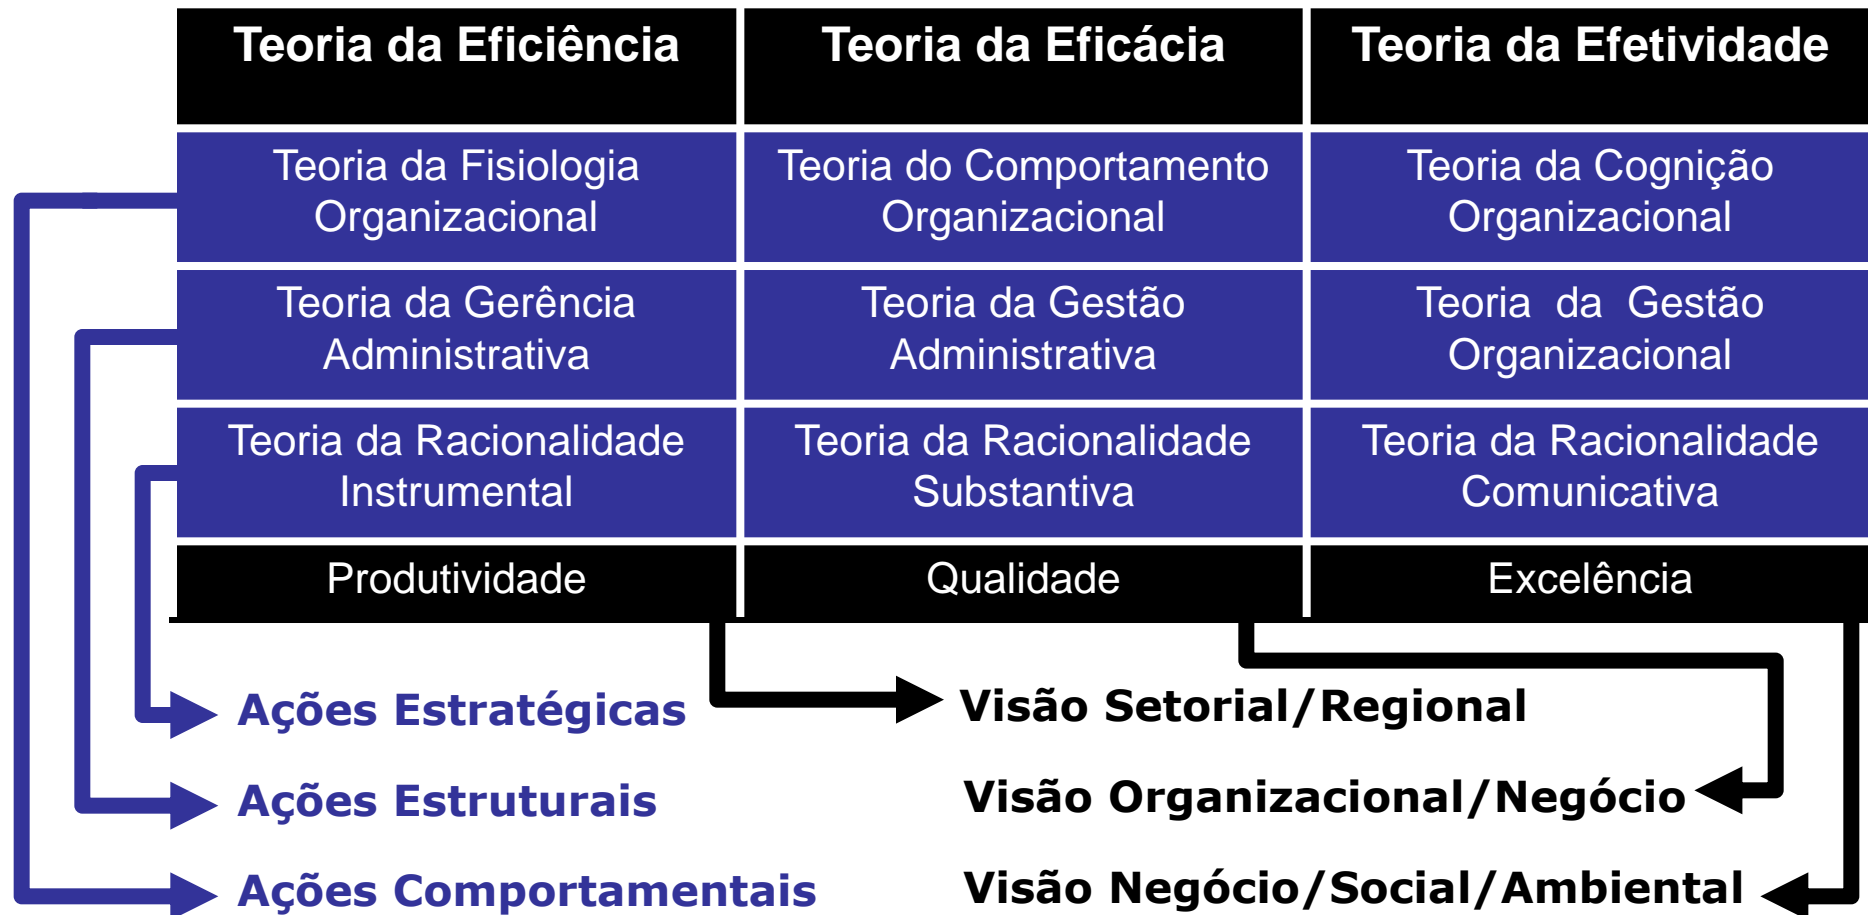 Teoria da Eficiência
Teoria da Eficácia
Teoria da Efetividade
Teoria da Fisiologia
Organizacional
Teoria do Comportamento
Organizacional
Teoria da Cognição
Organizacional
Teoria da Gerência
Administrativa
Teoria da Gestão
Administrativa
Teoria da Gestão
Organizacional
Teoria da Racionalidade
Instrumental
Teoria da Racionalidade
Substantiva
Teoria da Racionalidade
Comunicativa
Produtividade
Qualidade
Excelência
Ações Estratégicas
Visão Setorial/Regional
Ações Estruturais
Visão Organizacional/Negócio
Ações Comportamentais
Visão Negócio/Social/Ambiental